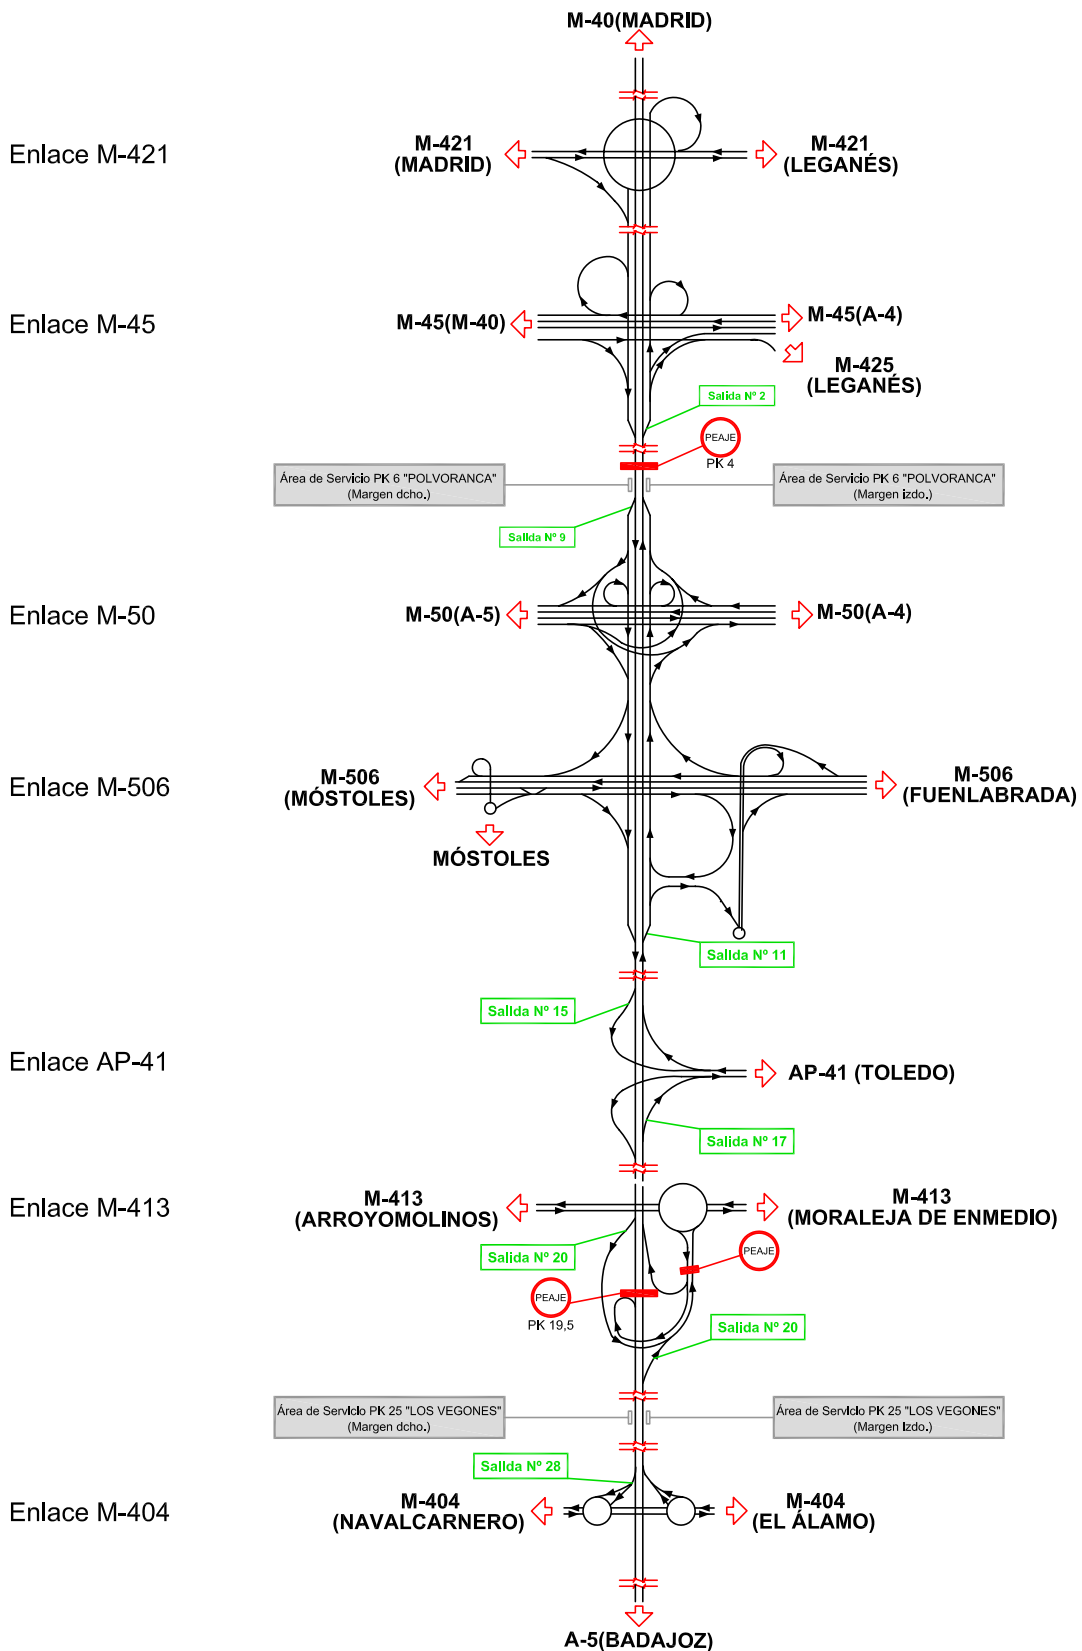 M-40(MADRID)
Enlace M-421
M-421
(MADRID)
M-421
(LEGANÉS)
Enlace M-45
M-45(M-40)
M-45(A-4)
M-425
(LEGANÉS)
Salida Nº 2
PEAJE
PK 4
Área de Servicio PK 6 "POLVORANCA"
(Margen dcho.)
Área de Servicio PK 6 "POLVORANCA"
(Margen izdo.)
Salida Nº 9
Enlace M-50
M-50(A-5)
M-50(A-4)
Enlace M-506
M-506
(MÓSTOLES)
M-506
(FUENLABRADA)
MÓSTOLES
Salida Nº 11
Salida Nº 15
Enlace AP-41
AP-41 (TOLEDO)
Salida Nº 17
Enlace M-413
M-413
(ARROYOMOLINOS)
M-413
(MORALEJA DE ENMEDIO)
Salida Nº 20
PEAJE
PEAJE
PK 19,5
Salida Nº 20
Área de Servicio PK 25 "LOS VEGONES"
(Margen dcho.)
Área de Servicio PK 25 "LOS VEGONES"
(Margen Izdo.)
Salida Nº 28
Enlace M-404
M-404
(NAVALCARNERO)
M-404
(EL ÁLAMO)
A-5(BADAJOZ)